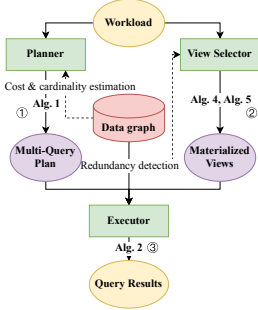 Workload
Planner
View Selector
Cost & cardinality estimation
Alg. 1
Alg. 4, Alg. 5
①
②
Data graph
Multi-Query
Plan
Redundancy detection
Materialized
Views
Executor
Alg. 2 ③
Query Results